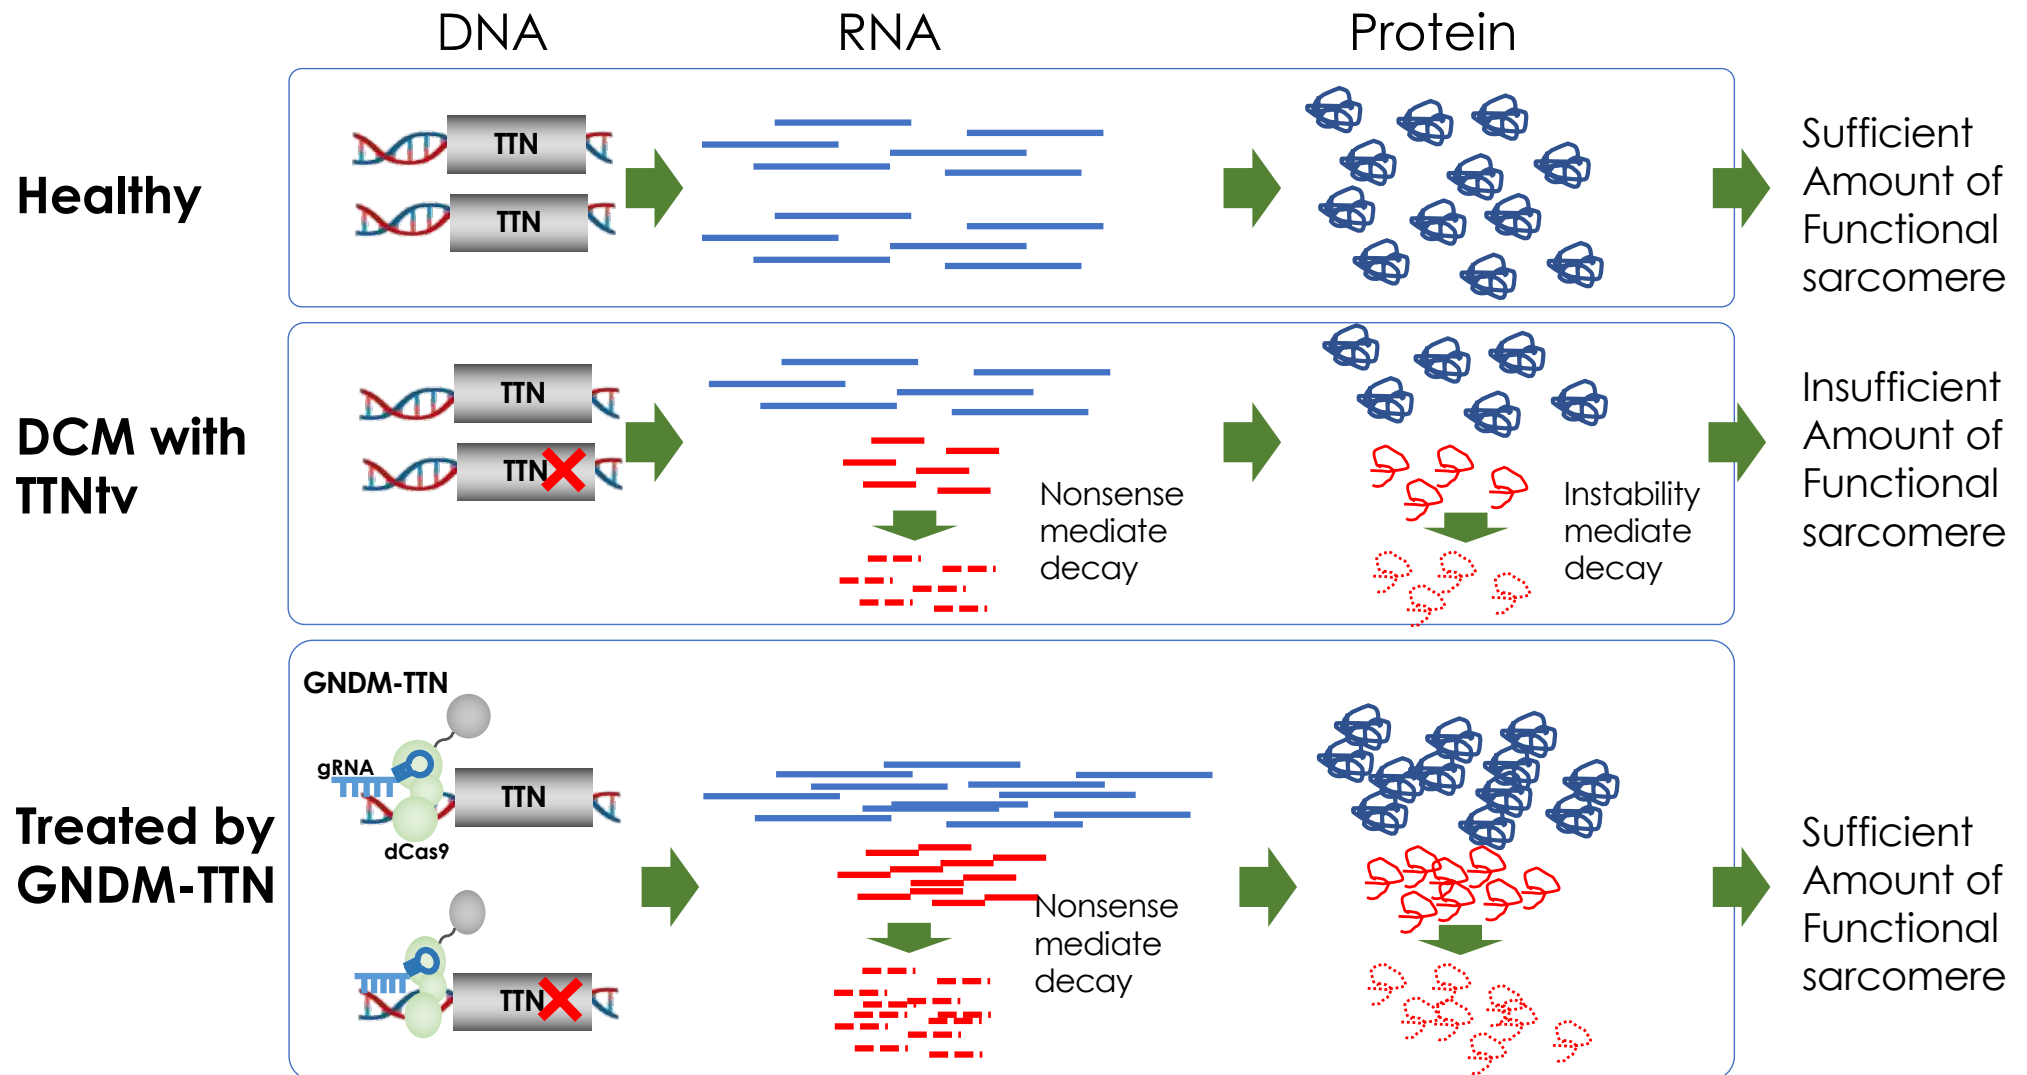 DNA
RNA
Protein
Healthy
TTN
TTN
Sufficient
Amount of
Functional
sarcomere
DCM with
TTNtv
TTN
TTN
Nonsense
mediate
decay
Instability
mediate
decay
Insufficient
Amount of
Functional
sarcomere
Treated by
GNDM-TTN
GNDM-TTN
gRNA
TTN
dCas9
TTN
Nonsense
mediate
decay
Sufficient
Amount of
Functional
sarcomere